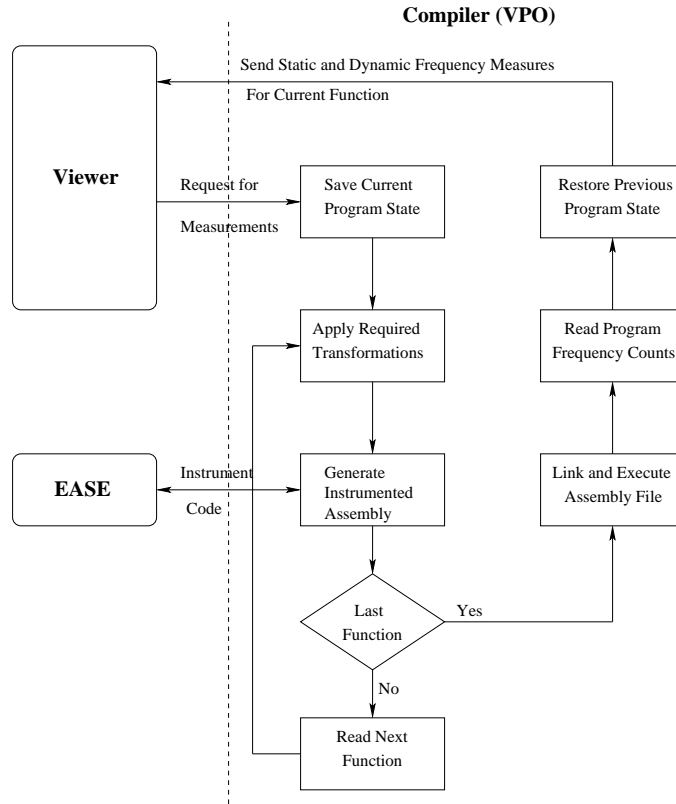 Compiler (VPO)
Send Static and Dynamic Frequency Measures
For Current Function
Viewer
Request for
Measurements
Save Current
Program State
Restore Previous
Program State
Apply Required
Transformations
Read Program
Frequency Counts
EASE
Instrument
Code
Generate
Instrumented
Assembly
Link and Execute
Assembly File
Last
Function
Yes
No
Read Next
Function